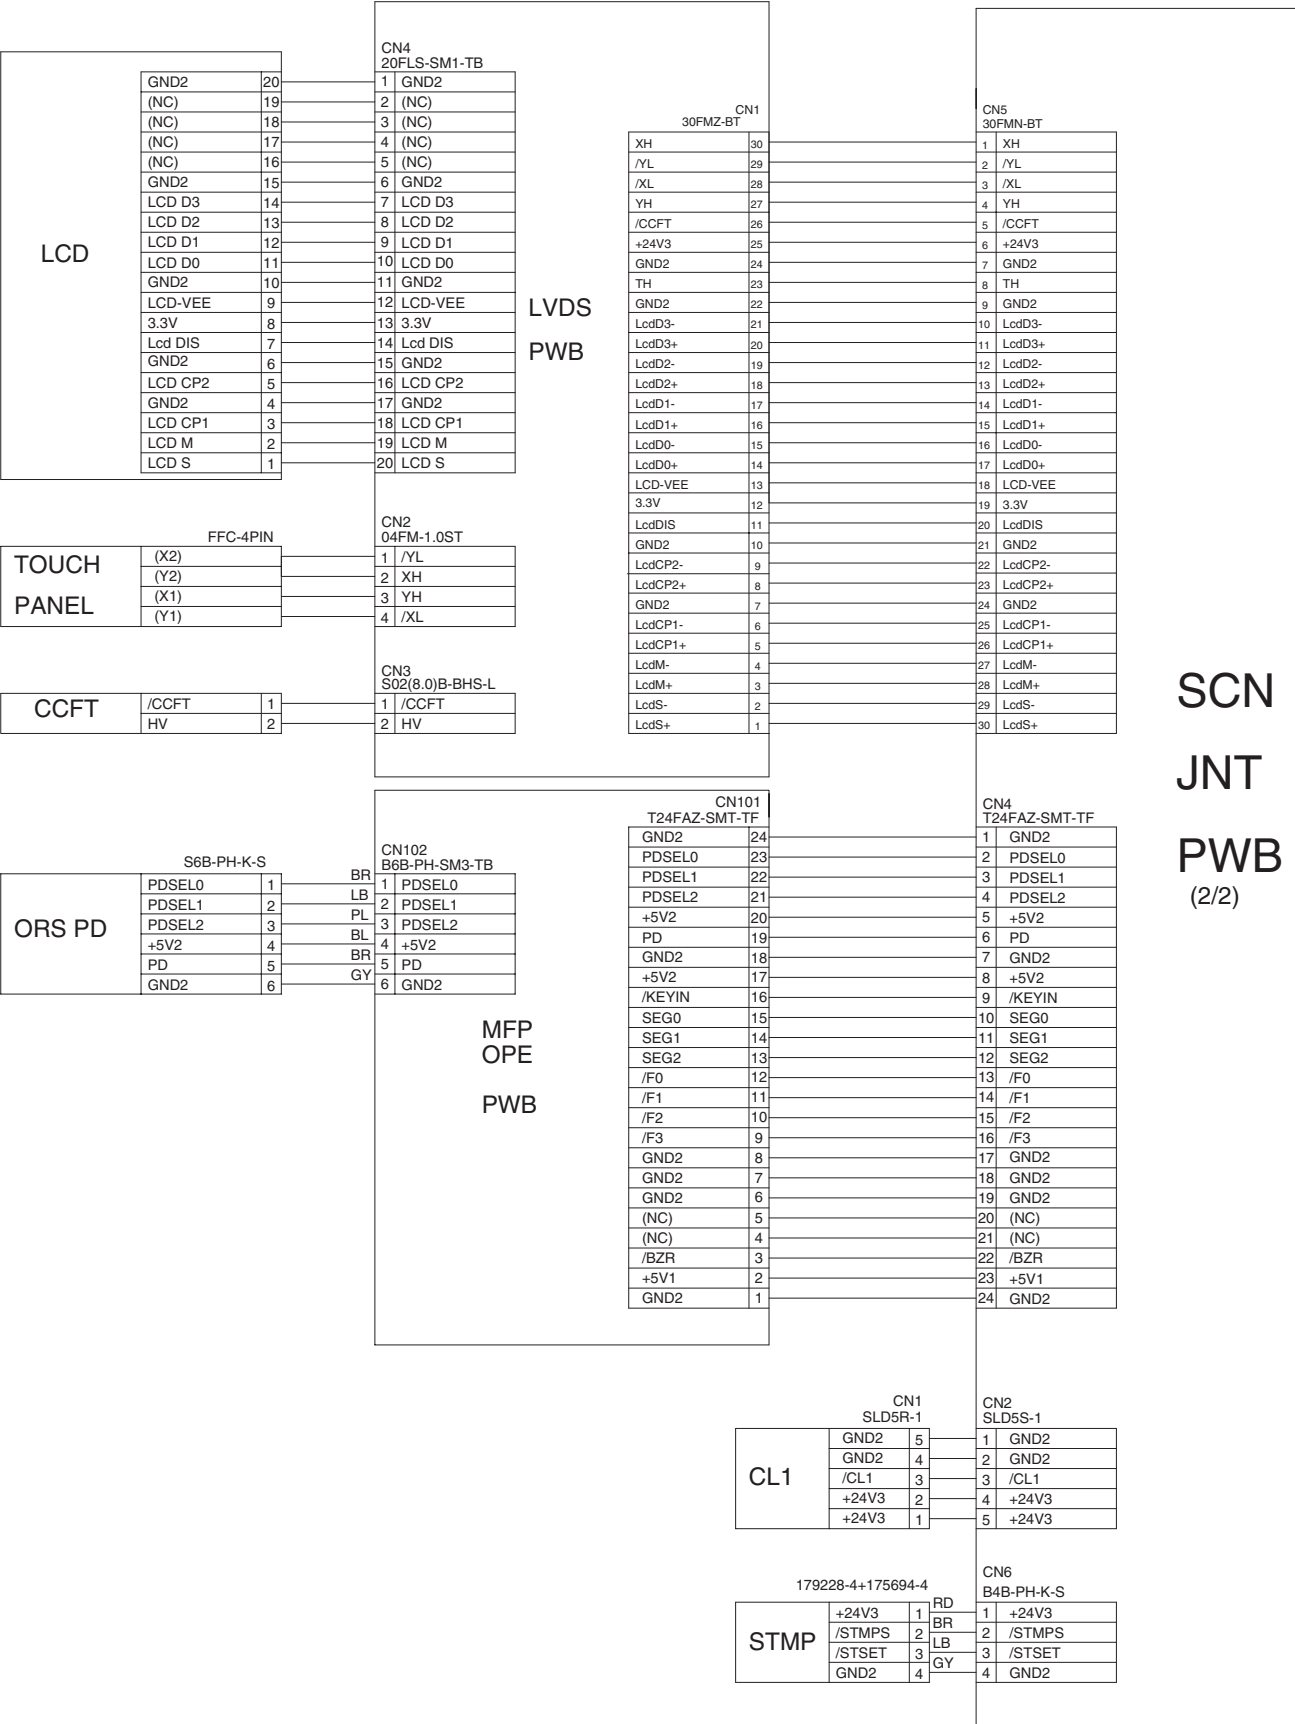 LCD
GND2 20
(NC) 19
(NC) 18
(NC) 17
(NC) 16
GND2 15
LCD D3 14
LCD D2 13
LCD D1 12
LCD D0 11
GND2 10
LCD-VEE 9
3.3V 8
Lcd DIS 7
GND2 6
LCD CP2 5
GND2 4
LCD CP1 3
LCD M 2
LCD S 1
CN4
20FLS-SM1-TB
1 GND2
2 (NC)
3 (NC)
4 (NC)
5 (NC)
6 GND2
7 LCD D3
8 LCD D2
9 LCD D1
10 LCD D0
11 GND2
12 LCD-VEE
13 3.3V
14 Lcd DIS
15 GND2
16 LCD CP2
17 GND2
18 LCD CP1
19 LCD M
20 LCD S
LVDS
PWB
CN1
30FMZ-BT
XH 30
/YL 29
/XL 28
YH 27
/CCFT 26
+24V3 25
GND2 24
TH 23
GND2 22
LcdD3- 21
LcdD3+ 20
LcdD2- 19
LcdD2+ 18
LcdD1- 17
LcdD1+ 16
LcdD0- 15
LcdD0+ 14
LCD-VEE 13
3.3V 12
LcdDIS 11
GND2 10
LcdCP2- 9
LcdCP2+ 8
GND2 7
LcdCP1- 6
LcdCP1+ 5
LcdM- 4
LcdM+ 3
LcdS- 2
LcdS+ 1
CN5
30FMN-BT
1 XH
2 /YL
3 /XL
4 YH
5 /CCFT
6 +24V3
7 GND2
8 TH
9 GND2
10 LcdD3-
11 LcdD3+
12 LcdD2-
13 LcdD2+
14 LcdD1-
15 LcdD1+
16 LcdD0-
17 LcdD0+
18 LCD-VEE
19 3.3V
20 LcdDIS
21 GND2
22 LcdCP2-
23 LcdCP2+
24 GND2
25 LcdCP1-
26 LcdCP1+
27 LcdM-
28 LcdM+
29 LcdS-
30 LcdS+
FFC-4PIN
TOUCH
PANEL
(X2)
(Y2)
(X1)
(Y1)
CN2
04FM-1.0ST
1 /YL
2 XH
3 YH
4 /XL
CCFT
/CCFT 1
HV 2
CN3
S02(8.0)B-BHS-L
1 /CCFT
2 HV
SCN
JNT
PWB
(2/2)
S6B-PH-K-S
ORS PD
PDSEL0 1
PDSEL1 2
PDSEL2 3
+5V2 4
PD 5
GND2 6
BR
LB
PL
BL
BR
GY
CN102
B6B-PH-SM3-TB
1 PDSEL0
2 PDSEL1
3 PDSEL2
4 +5V2
5 PD
6 GND2
MFP
OPE
PWB
CN101
T24FAZ-SMT-TF
GND2 24
PDSEL0 23
PDSEL1 22
PDSEL2 21
+5V2 20
PD 19
GND2 18
+5V2 17
/KEYIN 16
SEG0 15
SEG1 14
SEG2 13
/F0 12
/F1 11
/F2 10
/F3 9
GND2 8
GND2 7
GND2 6
(NC) 5
(NC) 4
/BZR 3
+5V1 2
GND2 1
CN4
T24FAZ-SMT-TF
1 GND2
2 PDSEL0
3 PDSEL1
4 PDSEL2
5 +5V2
6 PD
7 GND2
8 +5V2
9 /KEYIN
10 SEG0
11 SEG1
12 SEG2
13 /F0
14 /F1
15 /F2
16 /F3
17 GND2
18 GND2
19 GND2
20 (NC)
21 (NC)
22 /BZR
23 +5V1
24 GND2
CN1
SLD5R-1
CL1
GND2 5
GND2 4
/CL1 3
+24V3 2
+24V3 1
CN2
SLD5S-1
1 GND2
2 GND2
3 /CL1
4 +24V3
5 +24V3
179228-4+175694-4
STMP
+24V3 1
/STMPS 2
/STSET 3
GND2 4
RD
BR
LB
GY
CN6
B4B-PH-K-S
1 +24V3
2 /STMPS
3 /STSET
4 GND2